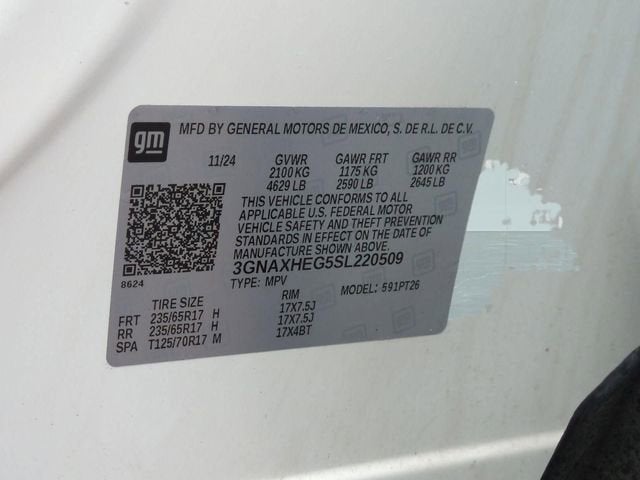 gm
MFD BY GENERAL MOTORS DE MEXICO, S. DE R.L. DE C.V.
11/24 GVWR GAWR FRT GAWR RR
2100 KG 1175 KG 1200 KG
4629 LB 2590 LB 2645 LB
THIS VEHICLE CONFORMS TO ALL
APPLICABLE U.S. FEDERAL MOTOR
VEHICLE SAFETY AND THEFT
PREVENTION STANDARDS IN
EFFECT ON THE DATE OF
MANUFACTURE SHOWN ABOVE.
3GNAXHEG5SL220509
8624
TYPE: MPV MODEL: 591PT26
TIRE SIZE RIM
FRT 235/65R17 H 17X7.5J
RR 235/65R17 H 17X7.5J
SPA T125/70R17 M 17X4BT